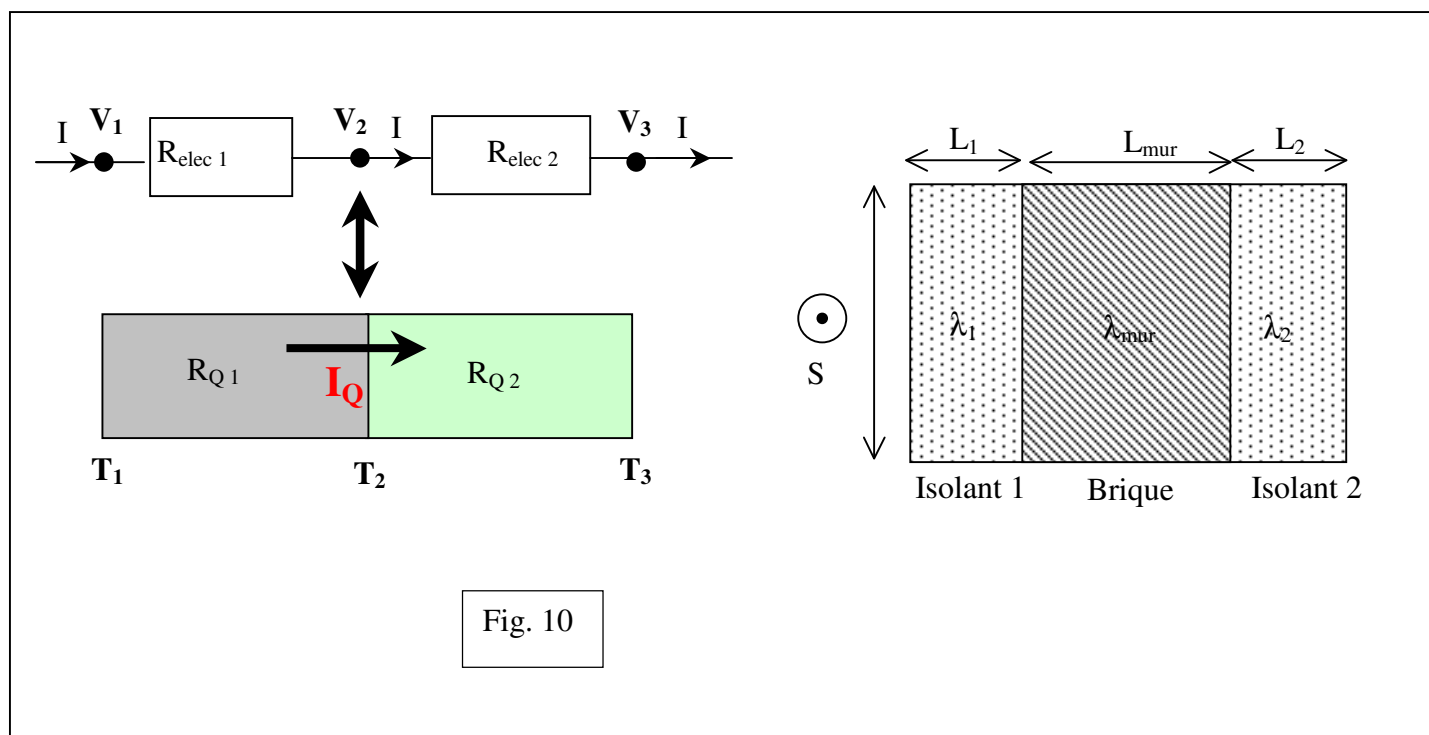 I V₁ V₂ I V₃ I
R_elec 1 R_elec 2
R_Q 1 I_Q R_Q 2
T₁ T₂ T₃
L₁ L_mur L₂
S λ₁ λ_mur λ₂
Isolant 1 Brique Isolant 2
Fig. 10